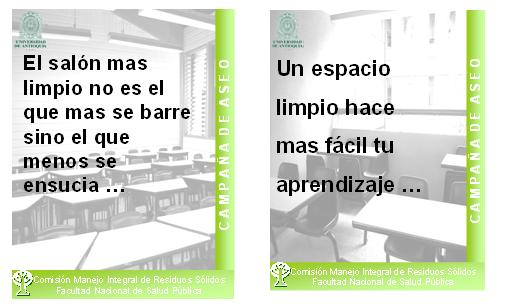 UNIVERSIDAD
DE ANTIOQUIA
El salón mas
limpio no es el
que mas se barre
sino el que
menos se
ensucia ...
CAMPAÑA DE ASEO
Comisión Manejo Integral de Residuos Sólidos
Facultad Nacional de Salud Pública
UNIVERSIDAD
DE ANTIOQUIA
Un espacio
limpio hace
mas fácil tu
aprendizaje ...
CAMPAÑA DE ASEO
Comisión Manejo Integral de Residuos Sólidos
Facultad Nacional de Salud Pública